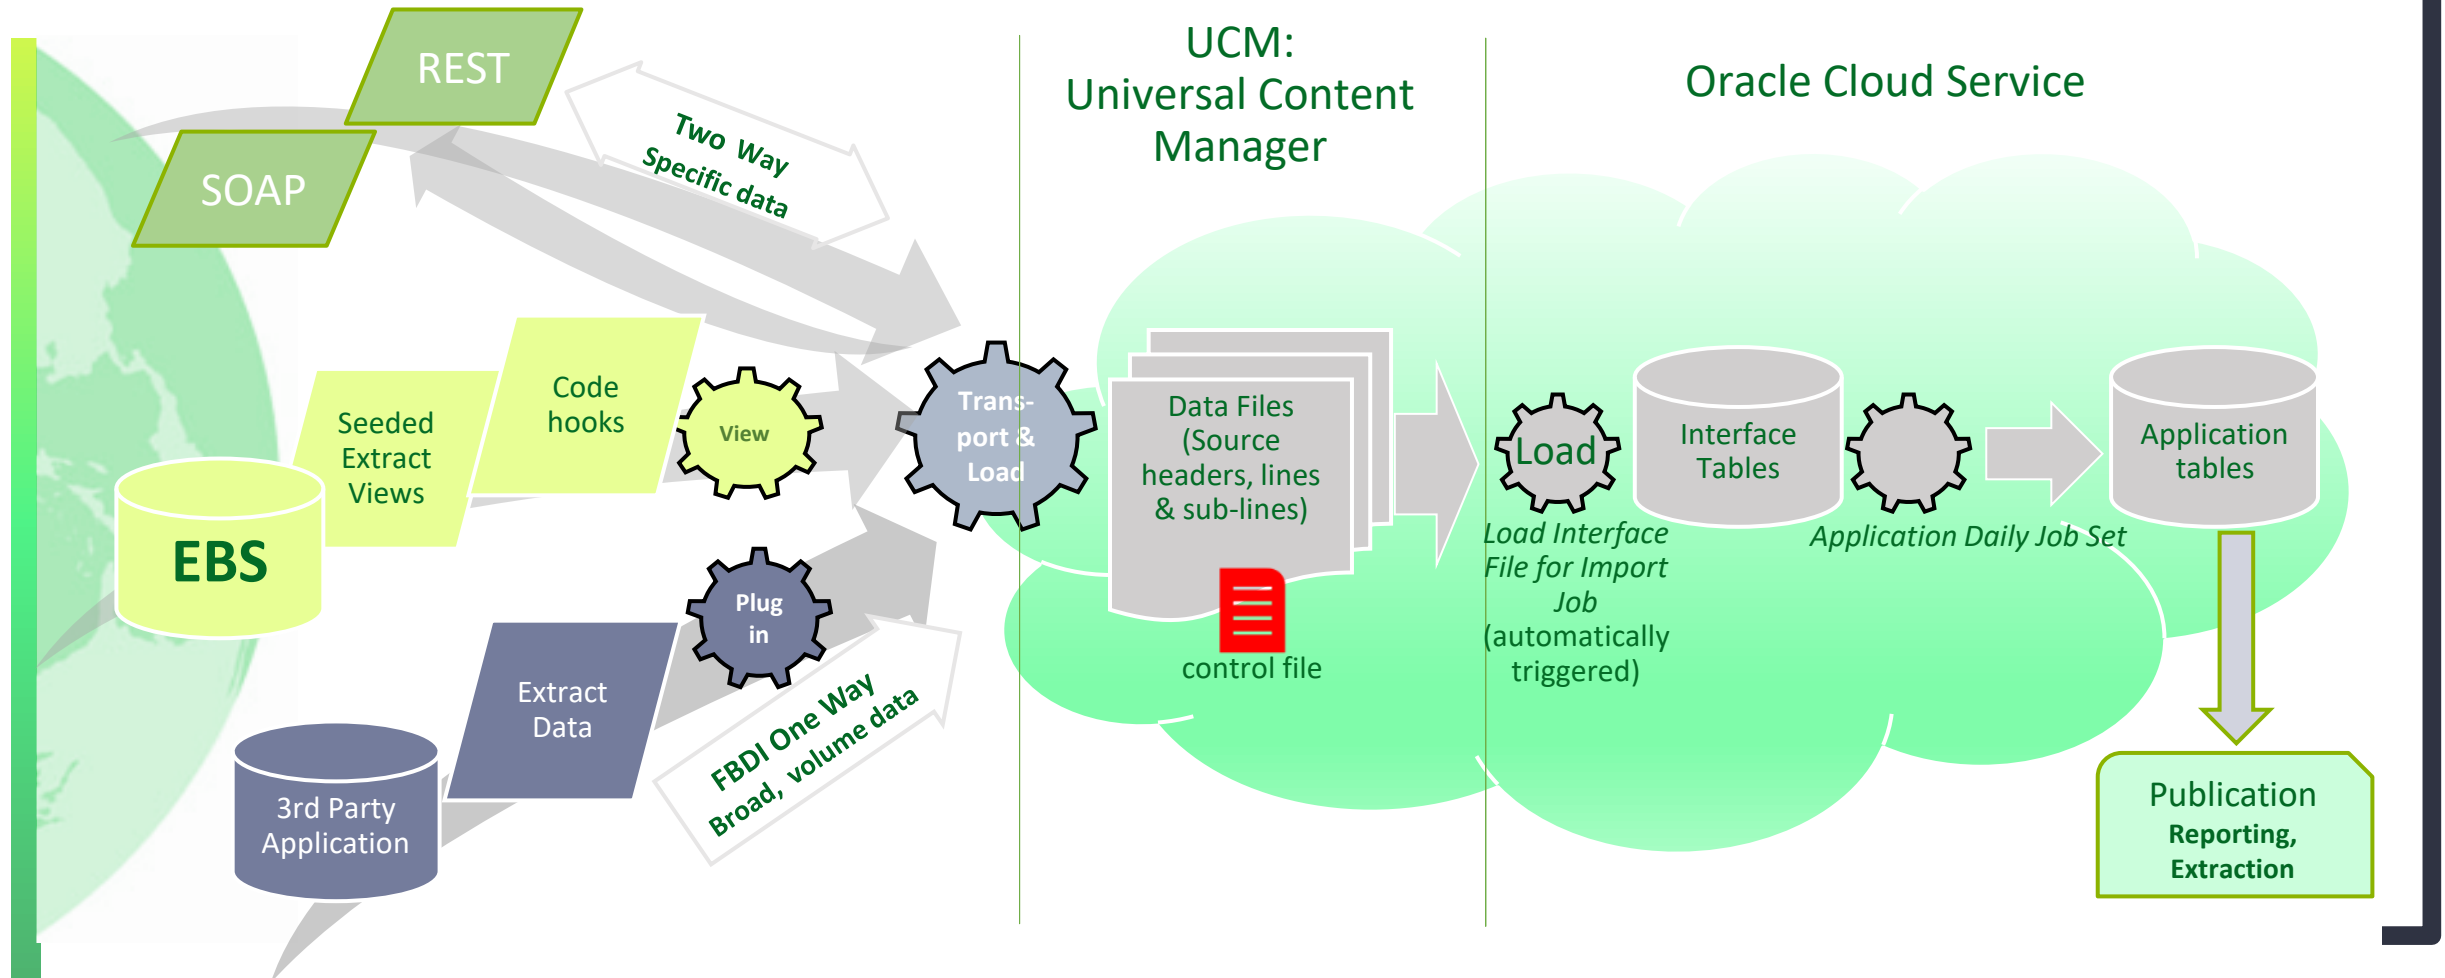 REST
SOAP
Two Way
Specific data
UCM:
Universal Content
Manager
Oracle Cloud Service
Seeded
Extract
Views
Code
hooks
View
EBS
Trans-
port &
Load
Plug
in
Extract
Data
3rd Party
Application
FBDI One Way
Broad, volume data
Data Files
(Source
headers, lines
& sub-lines)
control file
Load
Load Interface
File for Import
Job
(automatically
triggered)
Interface
Tables
Application Daily Job Set
Application
tables
Publication
Reporting,
Extraction